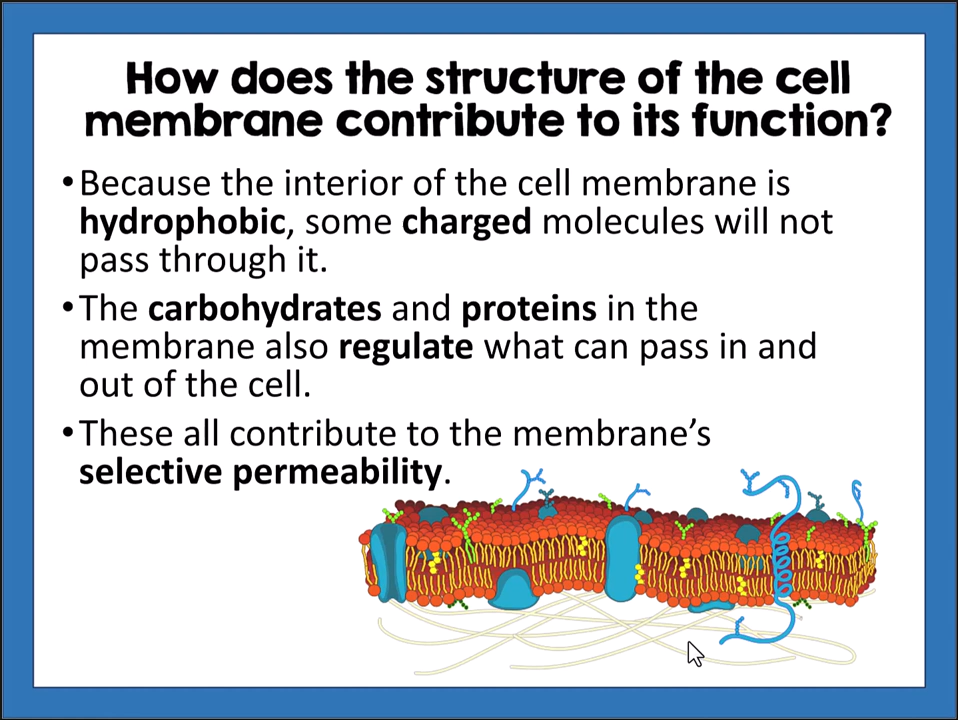 How does the structure of the cell
membrane contribute to its function?
•Because the interior of the cell membrane is
hydrophobic, some charged molecules will not
pass through it.
•The carbohydrates and proteins in the
membrane also regulate what can pass in and
out of the cell.
•These all contribute to the membrane’s
selective permeability.